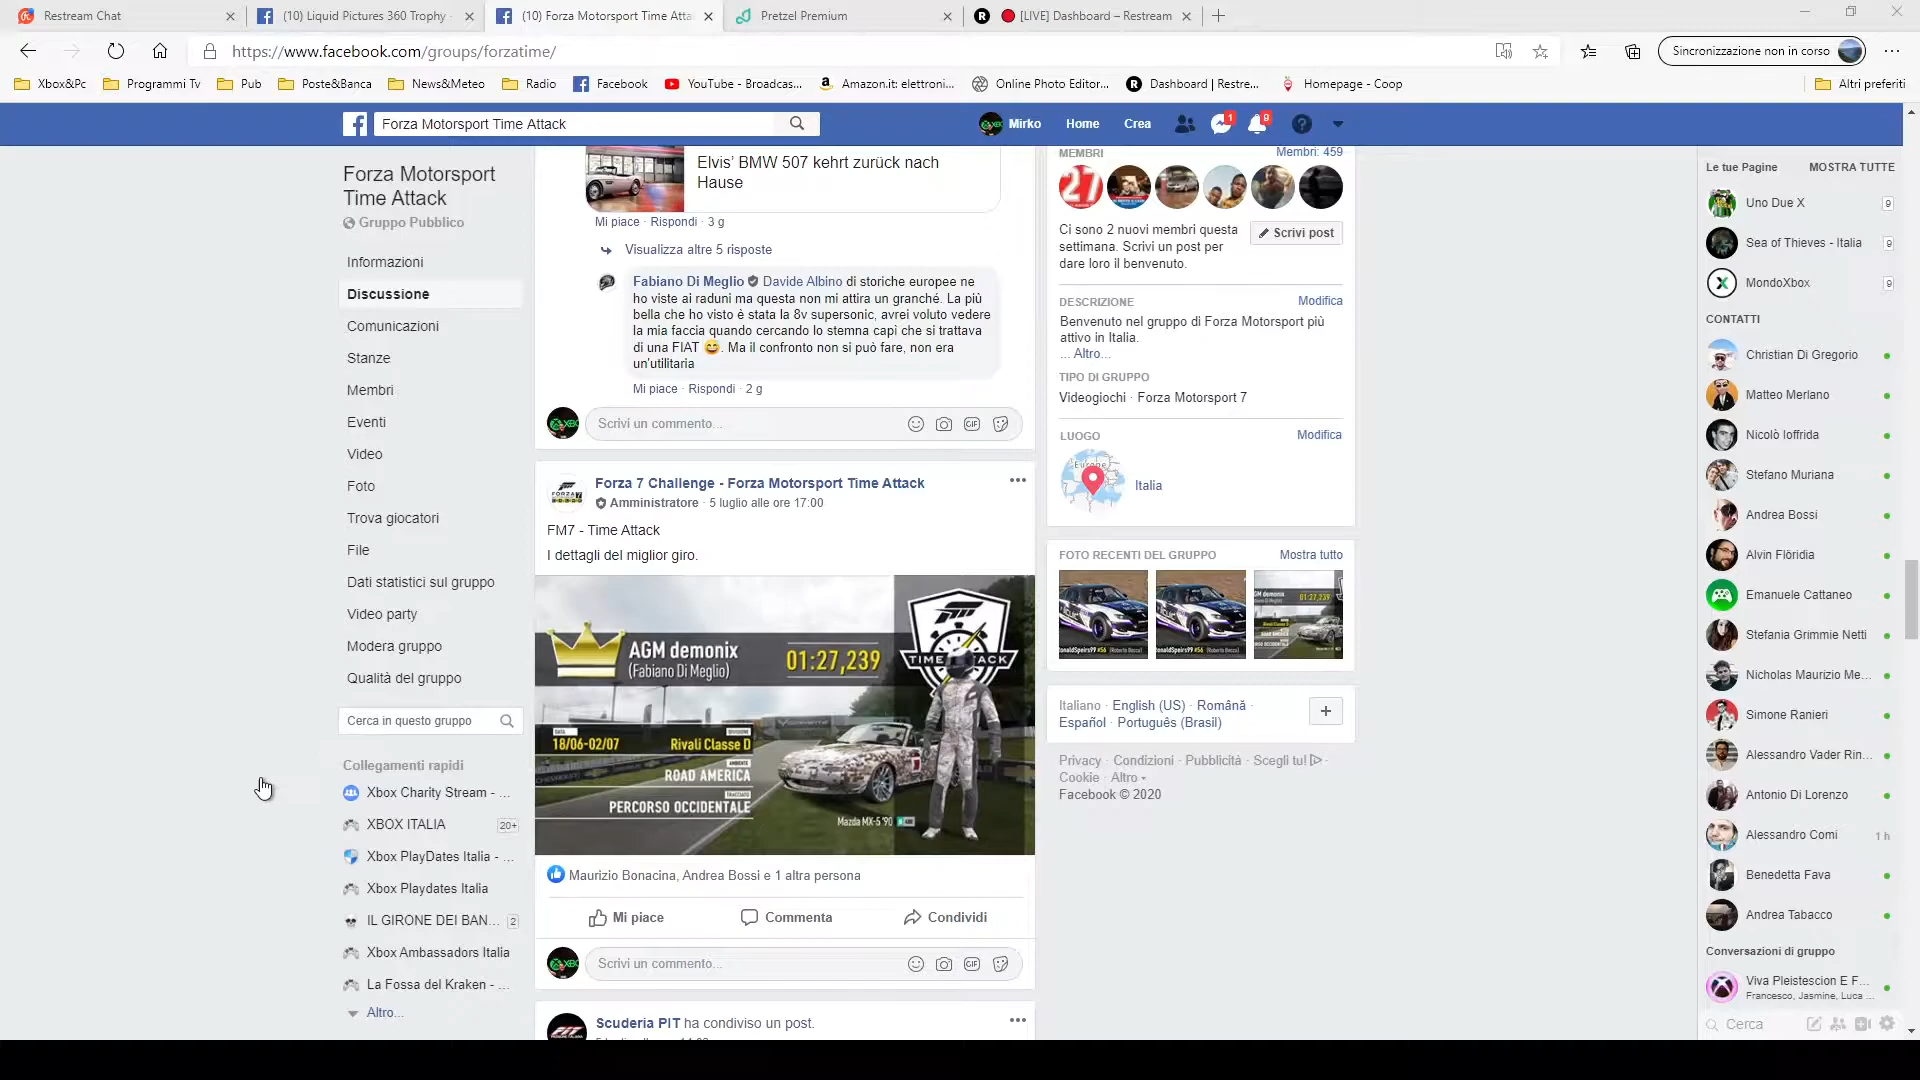 Restream Chat
(10) Liquid Pictures 360 Trophy -
(10) Forza Motorsport Time Atta
Pretzel Premium
[LIVE] Dashboard – Restream
https://www.facebook.com/groups/forzatime/
Sincronizzazione non in corso
Xbox&Pc
Programmi Tv
Pub
Poste&Banca
News&Meteo
Radio
Facebook
YouTube - Broadcas...
Amazon.it: elettroni...
Online Photo Editor...
Dashboard | Restre...
Homepage - Coop
Altri preferiti
Forza Motorsport Time Attack
Mirko
Home
Crea
1
9
Forza Motorsport
Time Attack
Gruppo Pubblico
Informazioni
Discussione
Comunicazioni
Stanze
Membri
Eventi
Video
Foto
Trova giocatori
File
Dati statistici sul gruppo
Video party
Modera gruppo
Qualità del gruppo
Cerca in questo gruppo
Collegamenti rapidi
Xbox Charity Stream - ...
XBOX ITALIA 20+
Xbox PlayDates Italia - ...
Xbox Playdates Italia
IL GIRONE DEI BAN... 2
Xbox Ambassadors Italia
La Fossa del Kraken - ...
Altro...
Elvis’ BMW 507 kehrt zurück nach
Hause
Mi piace · Rispondi · 3 g
Visualizza altre 5 risposte
Fabiano Di Meglio Davide Albino di storiche europee ne
ho viste ai raduni ma questa non mi attira un granché. La più
bella che ho visto è stata la 8v supersonic, avrei voluto vedere
la mia faccia quando cercando lo stemna capì che si trattava
di una FIAT 😅. Ma il confronto non si può fare, non era
un'utilitaria
Mi piace · Rispondi · 2 g
Scrivi un commento...
GIF
Forza 7 Challenge - Forza Motorsport Time Attack
Amministratore · 5 luglio alle ore 17:00
FM7 - Time Attack
I dettagli del miglior giro.
AGM demonix
(Fabiano Di Meglio)
01:27,239
TIME ATTACK
DATA
18/06-02/07
DIVISIONE
Rivali Classe D
AMBIENTE
ROAD AMERICA
TRACCIATO
PERCORSO OCCIDENTALE
Mazda MX-5 '90
Maurizio Bonacina, Andrea Bossi e 1 altra persona
Mi piace
Commenta
Condividi
Scrivi un commento...
GIF
Scuderia PIT ha condiviso un post.
MEMBRI
Membri: 459
Ci sono 2 nuovi membri questa
settimana. Scrivi un post per
dare loro il benvenuto.
Scrivi post
DESCRIZIONE
Modifica
Benvenuto nel gruppo di Forza Motorsport più
attivo in Italia.
... Altro...
TIPO DI GRUPPO
Videogiochi · Forza Motorsport 7
LUOGO
Modifica
Europe
Italia
FOTO RECENTI DEL GRUPPO
Mostra tutto
Italiano · English (US) · Română ·
Español · Português (Brasil)
Privacy · Condizioni · Pubblicità · Scegli tu! ·
Cookie · Altro
Facebook © 2020
Le tue Pagine
MOSTRA TUTTE
Uno Due X 9
Sea of Thieves - Italia 9
MondoXbox 9
CONTATTI
Christian Di Gregorio
Matteo Merlano
Nicolò Ioffrida
Stefano Muriana
Andrea Bossi
Alvin Flöridia
Emanuele Cattaneo
Stefania Grimmie Netti
Nicholas Maurizio Me...
Simone Ranieri
Alessandro Vader Rin...
Antonio Di Lorenzo
Alessandro Comi 1 h
Benedetta Fava
Andrea Tabacco
Conversazioni di gruppo
Viva Pleistescion E F...
Francesco, Jasmine, Luca ...
Cerca